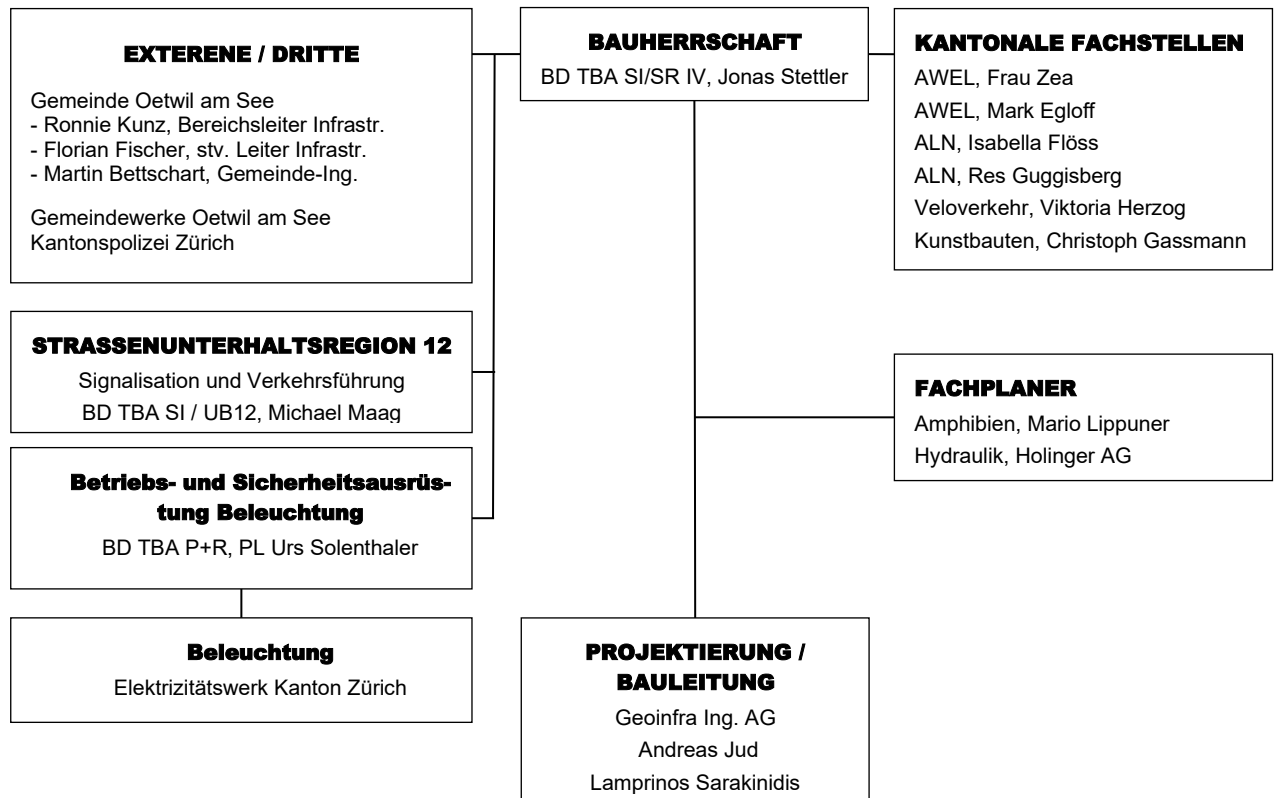 EXTERENE / DRITTE
Gemeinde Oetwil am See
- Ronnie Kunz, Bereichsleiter Infrastr.
- Florian Fischer, stv. Leiter Infrastr.
- Martin Bettschart, Gemeinde-Ing.
Gemeindewerke Oetwil am See
Kantonspolizei Zürich
BAUHERRSCHAFT
BD TBA SI/SR IV, Jonas Stettler
KANTONALE FACHSTELLEN
AWEL, Frau Zea
AWEL, Mark Egloff
ALN, Isabella Flöss
ALN, Res Guggisberg
Veloverkehr, Viktoria Herzog
Kunstbauten, Christoph Gassmann
STRASSENUNTERHALTSREGION 12
Signalisation und Verkehrsführung
BD TBA SI / UB12, Michael Maag
FACHPLANER
Amphibien, Mario Lippuner
Hydraulik, Holinger AG
Betriebs- und Sicherheitsausrüs-
tung Beleuchtung
BD TBA P+R, PL Urs Solenthaler
Beleuchtung
Elektrizitätswerk Kanton Zürich
PROJEKTIERUNG /
BAULEITUNG
Geoinfra Ing. AG
Andreas Jud
Lamprinos Sarakinidis